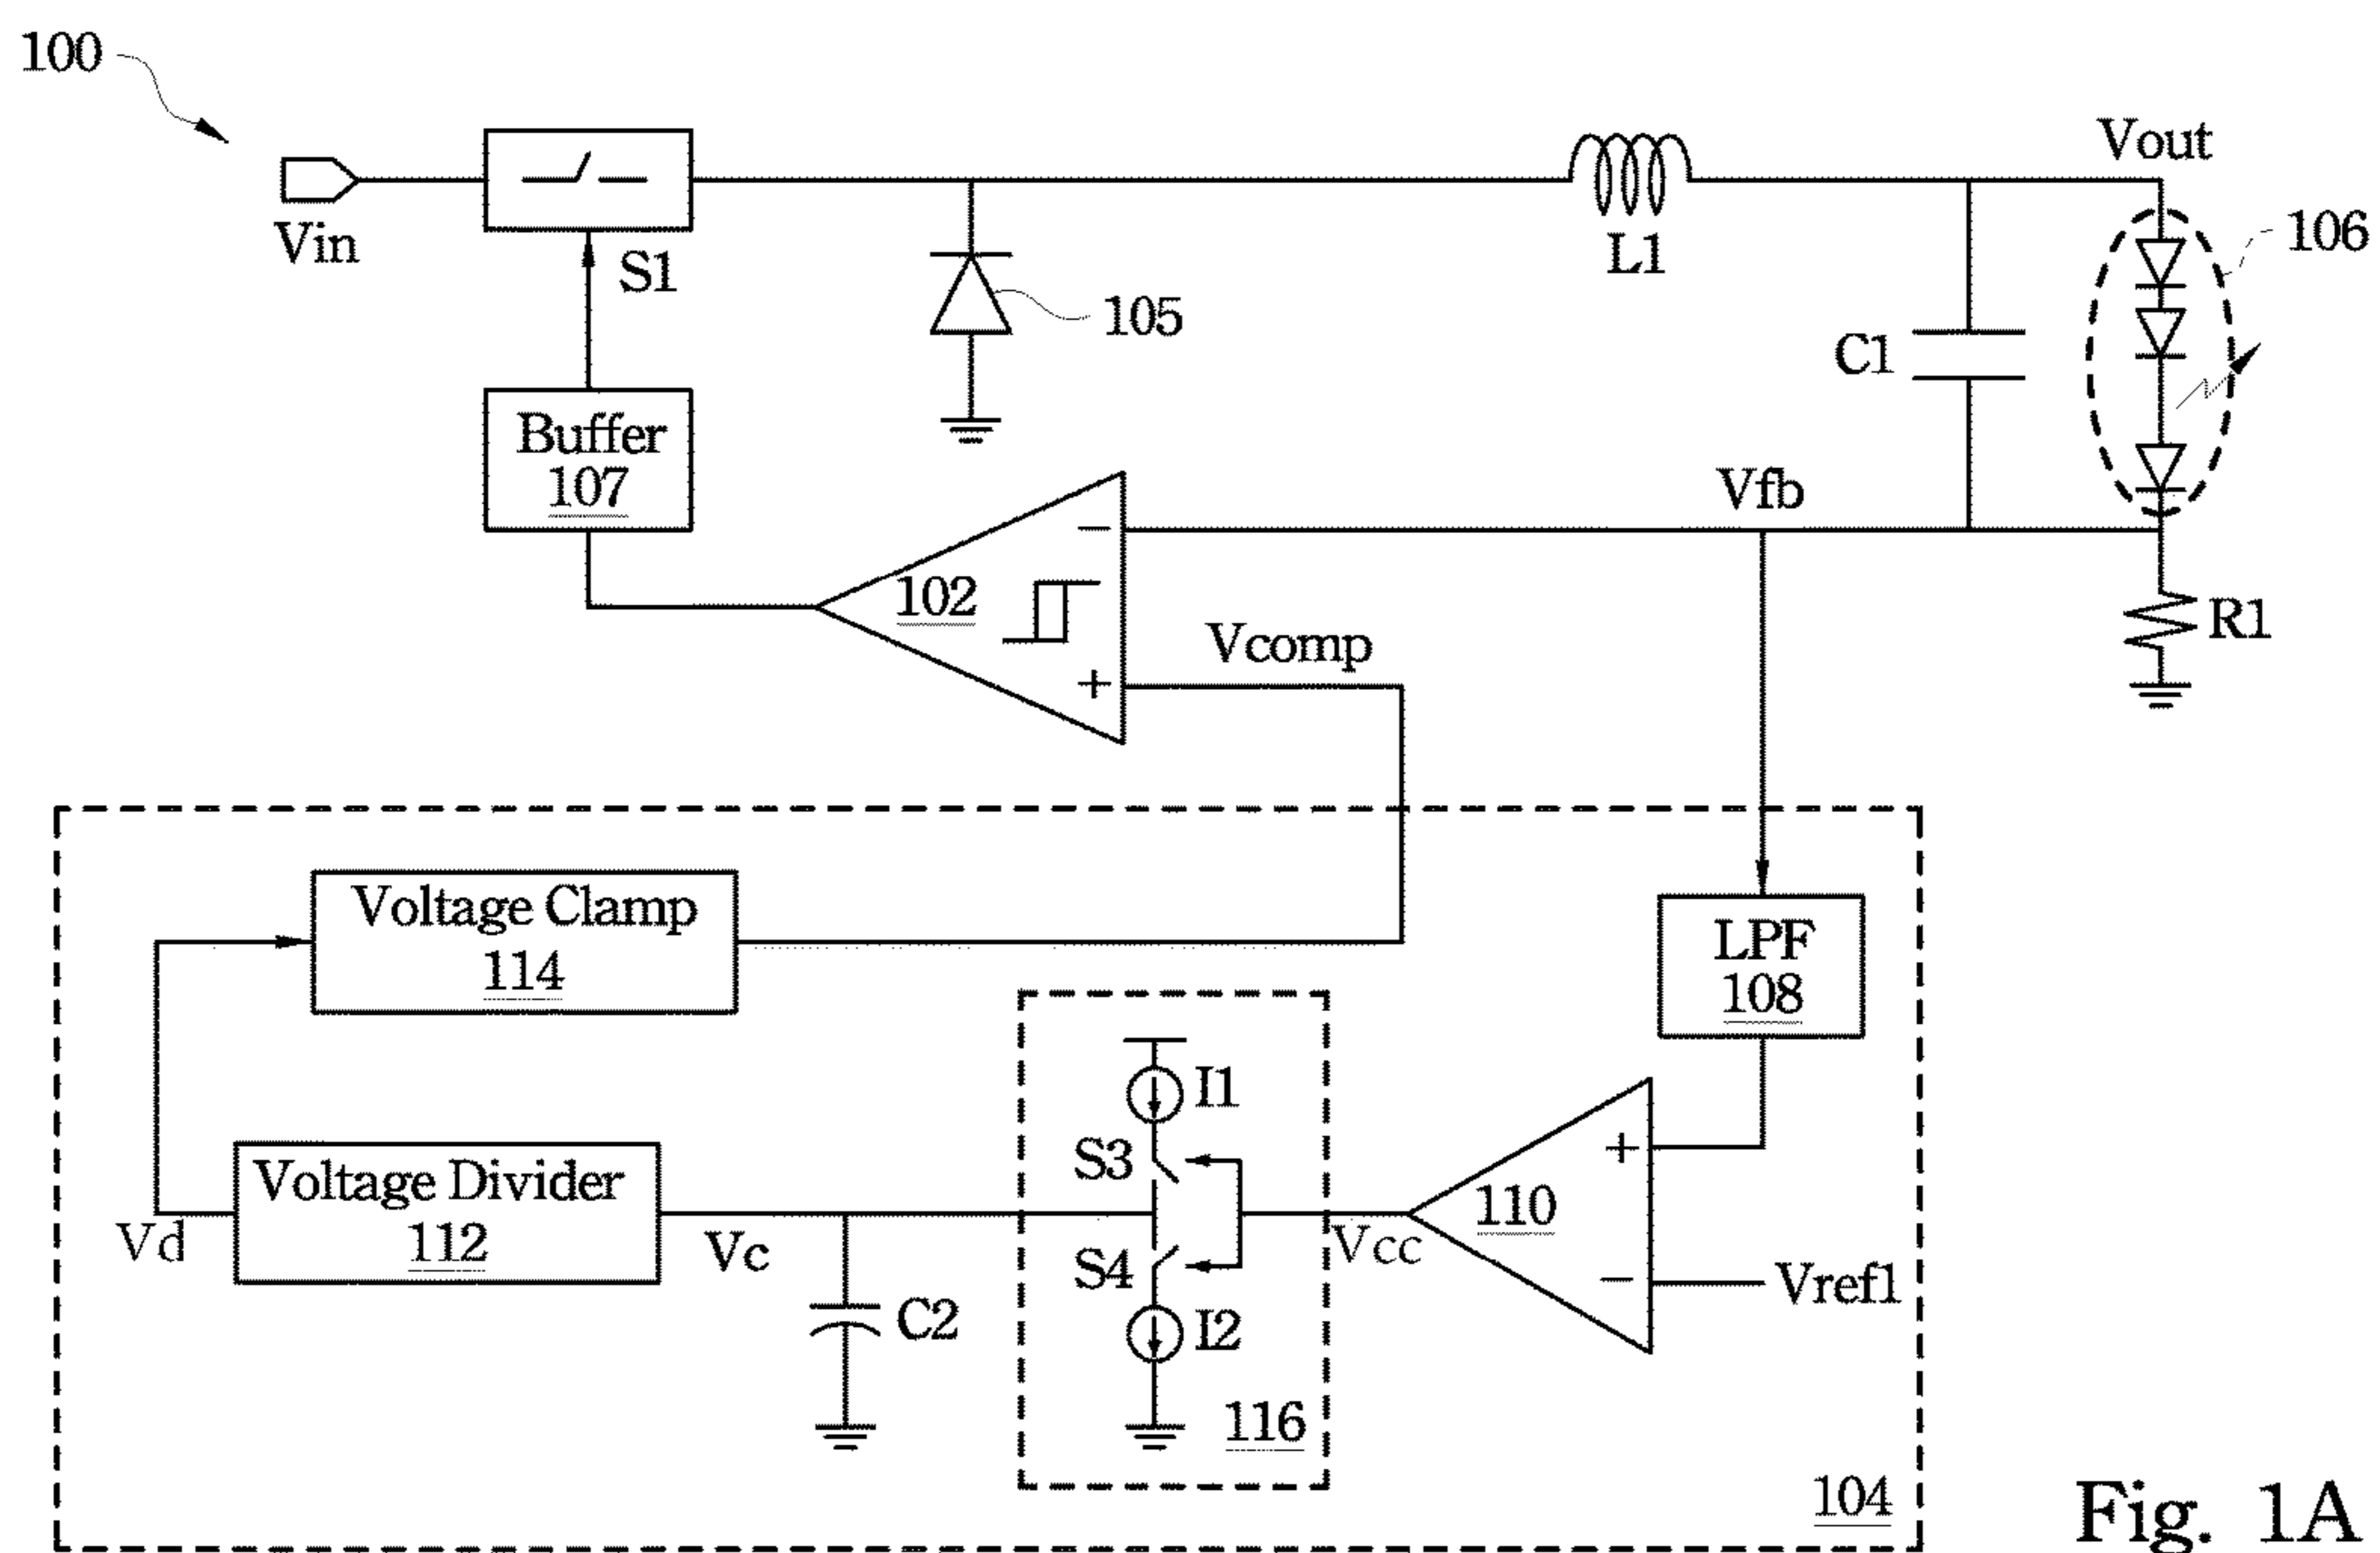 100
Vin
S1
105
L1
Vout
106
C1
Buffer
107
102
−
+
Vfb
Vcomp
R1
Voltage Clamp
114
LPF
108
I1
S3
S4
I2
116
Voltage Divider
112
Vd
Vc
C2
Vcc
110
+
−
Vref1
104
Fig. 1A